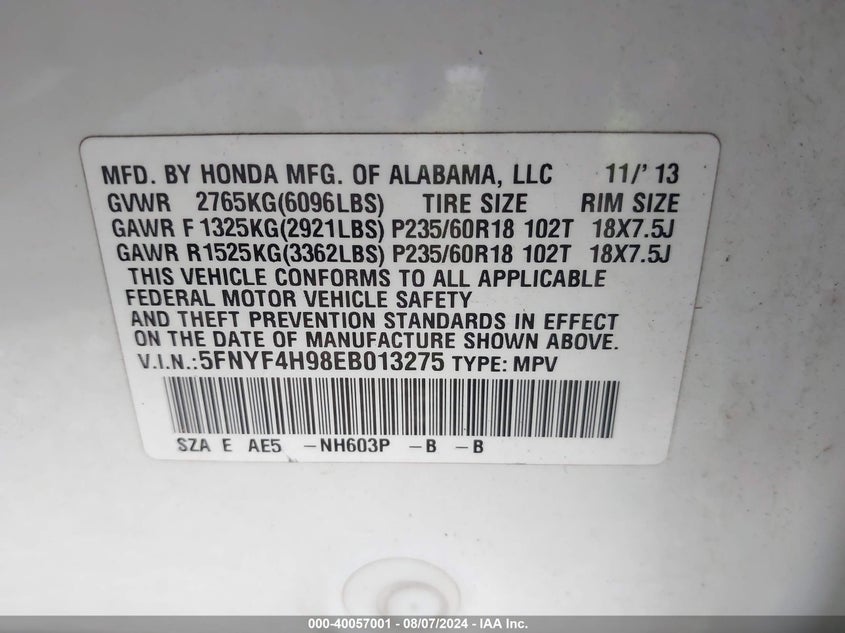 MFD. BY HONDA MFG. OF ALABAMA, LLC 11/' 13
GVWR 2765KG(6096LBS) TIRE SIZE RIM SIZE
GAWR F 1325KG(2921LBS) P235/60R18 102T 18X7.5J
GAWR R1525KG(3362LBS) P235/60R18 102T 18X7.5J
THIS VEHICLE CONFORMS TO ALL APPLICABLE
FEDERAL MOTOR VEHICLE SAFETY
AND THEFT PREVENTION STANDARDS IN EFFECT
ON THE DATE OF MANUFACTURE SHOWN ABOVE.
V.I.N.: 5FNYF4H98EB013275 TYPE: MPV
SZA E AE5 -NH603P -B -B
000-40057001 - 08/07/2024 - IAA Inc.